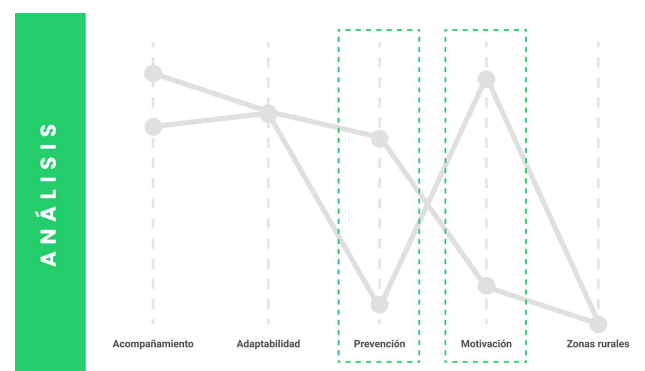 ANÁLISIS
Acompañamiento Adaptabilidad Prevención Motivación Zonas rurales